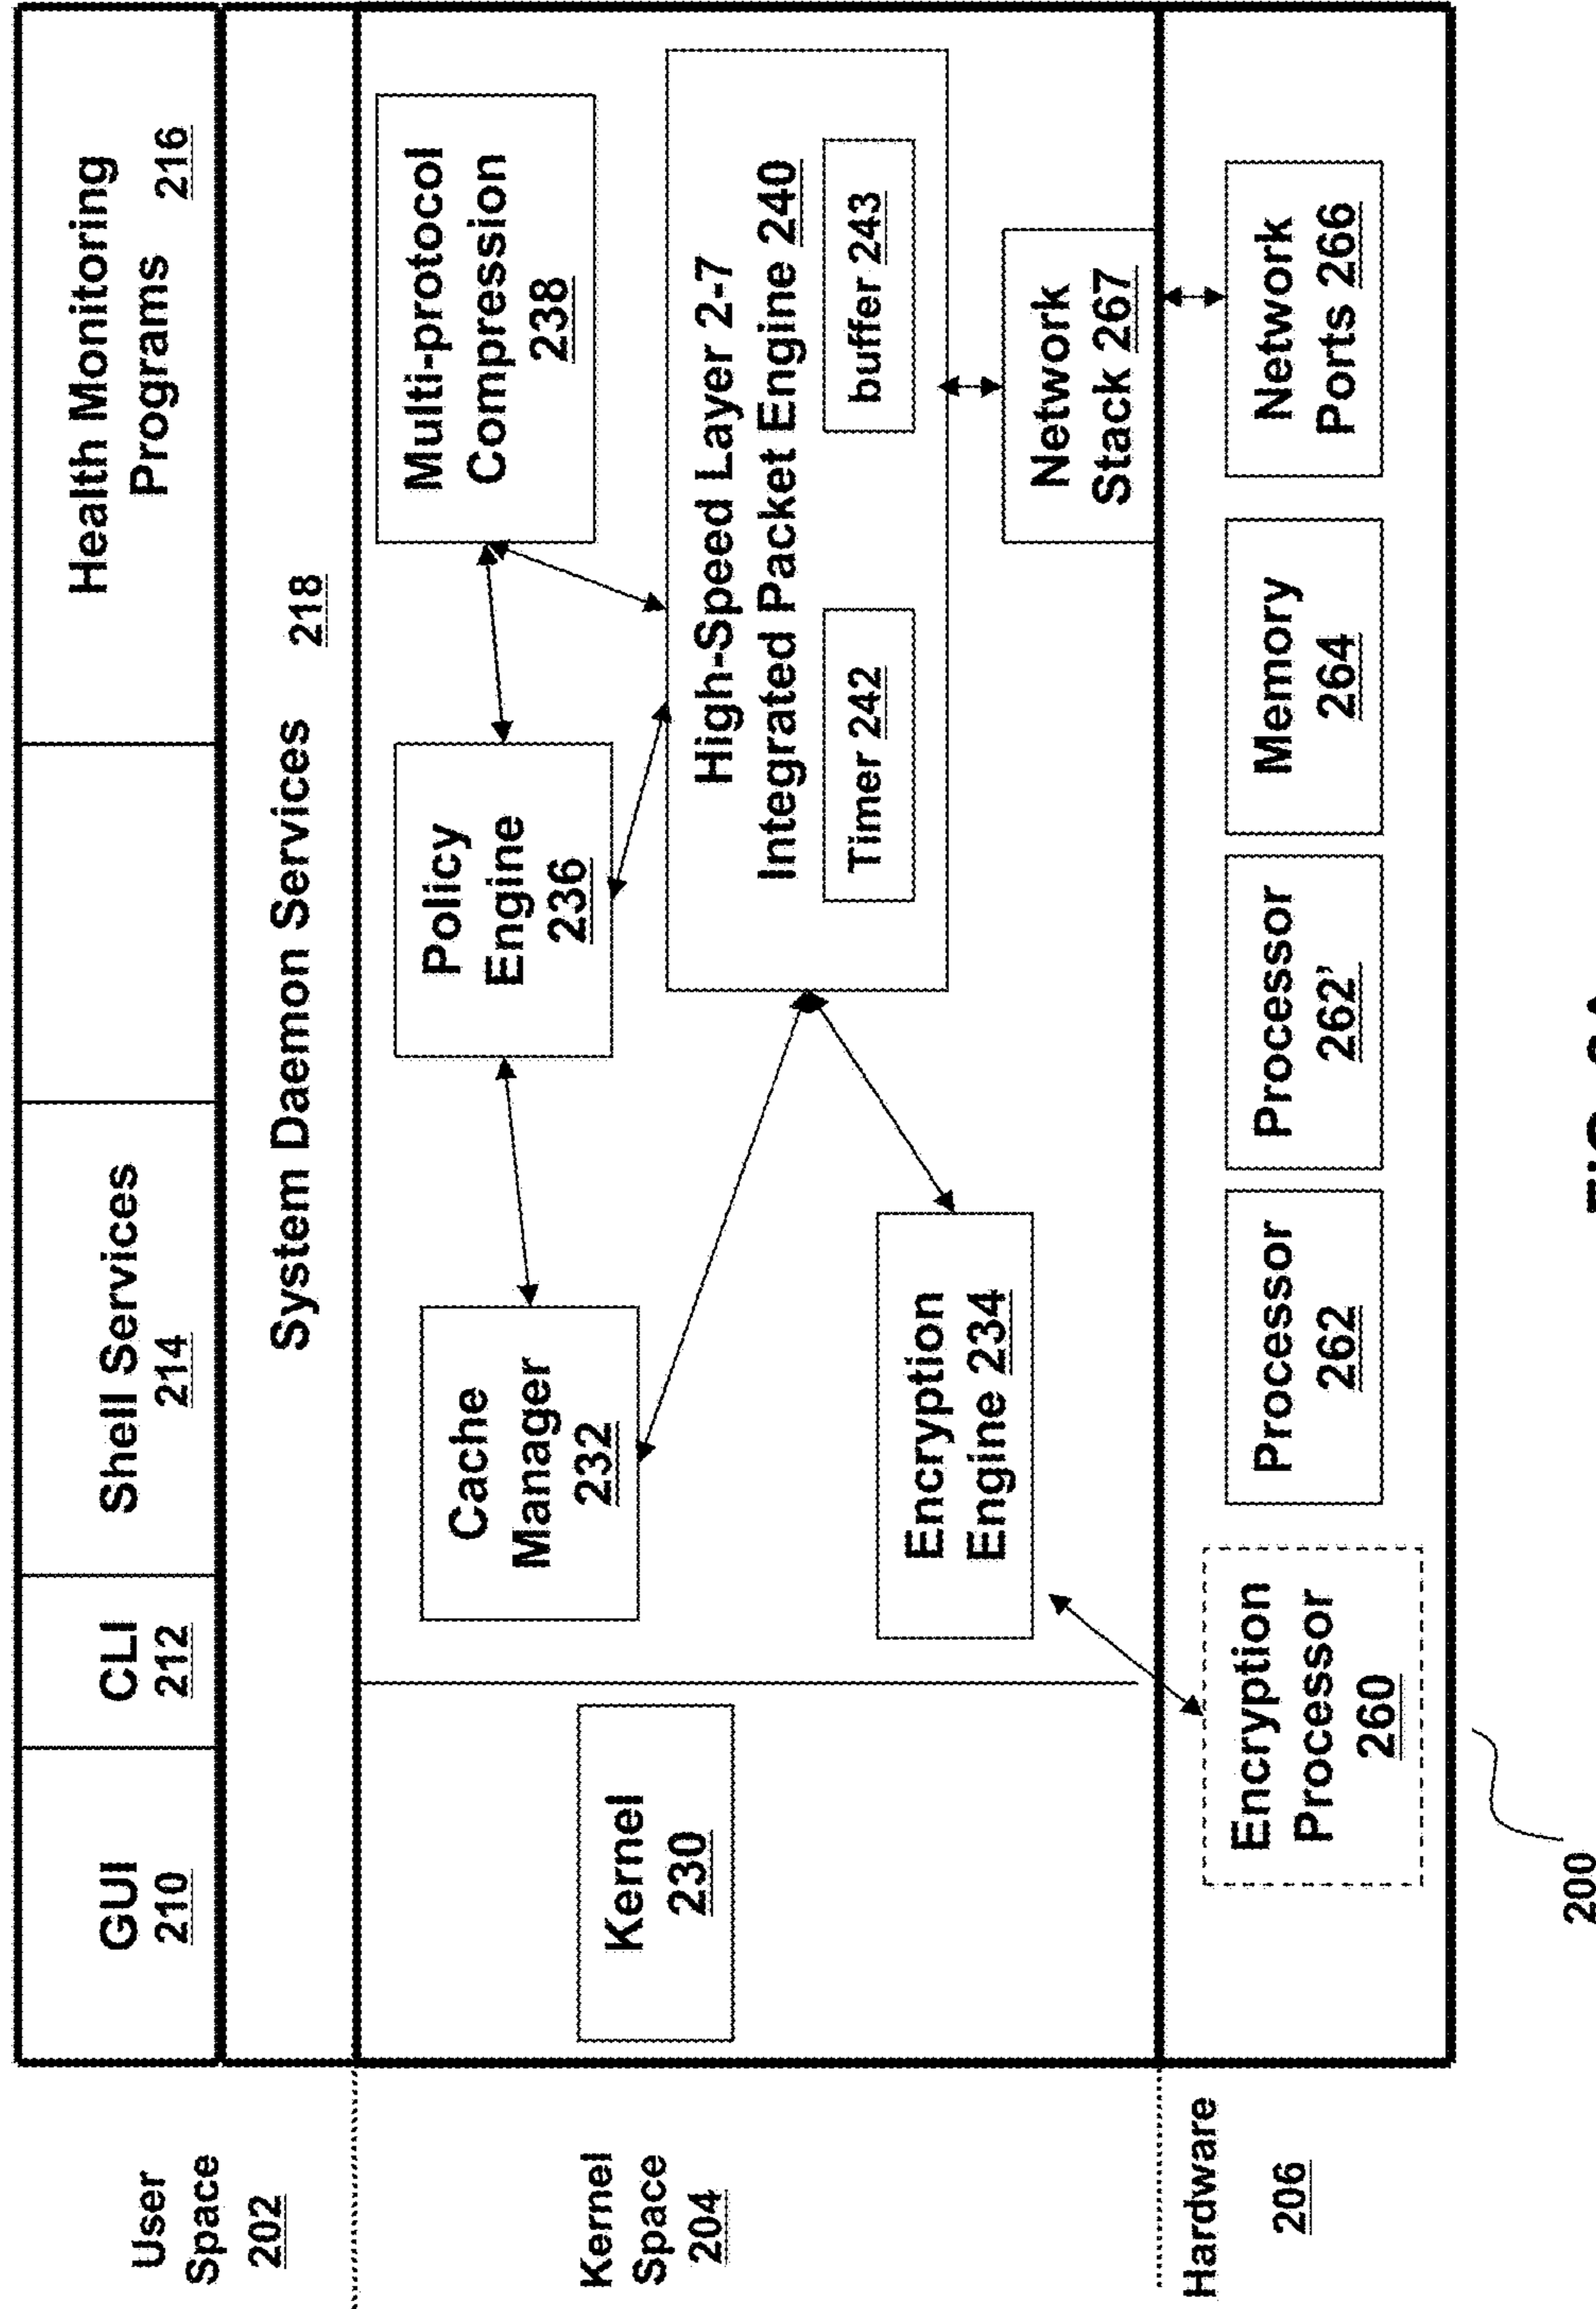 User
Space
202
GUI
210
CLI
212
Shell Services
214
Health Monitoring
Programs 216
System Daemon Services 218
Kernel
Space
204
Kernel
230
Cache
Manager
232
Policy
Engine
236
Multi-protocol
Compression
238
High-Speed Layer 2-7
Integrated Packet Engine 240
Timer 242
buffer 243
Encryption
Engine 234
Network
Stack 267
Hardware
206
Encryption
Processor
260
Processor
262
Processor
262'
Memory
264
Network
Ports 266
200